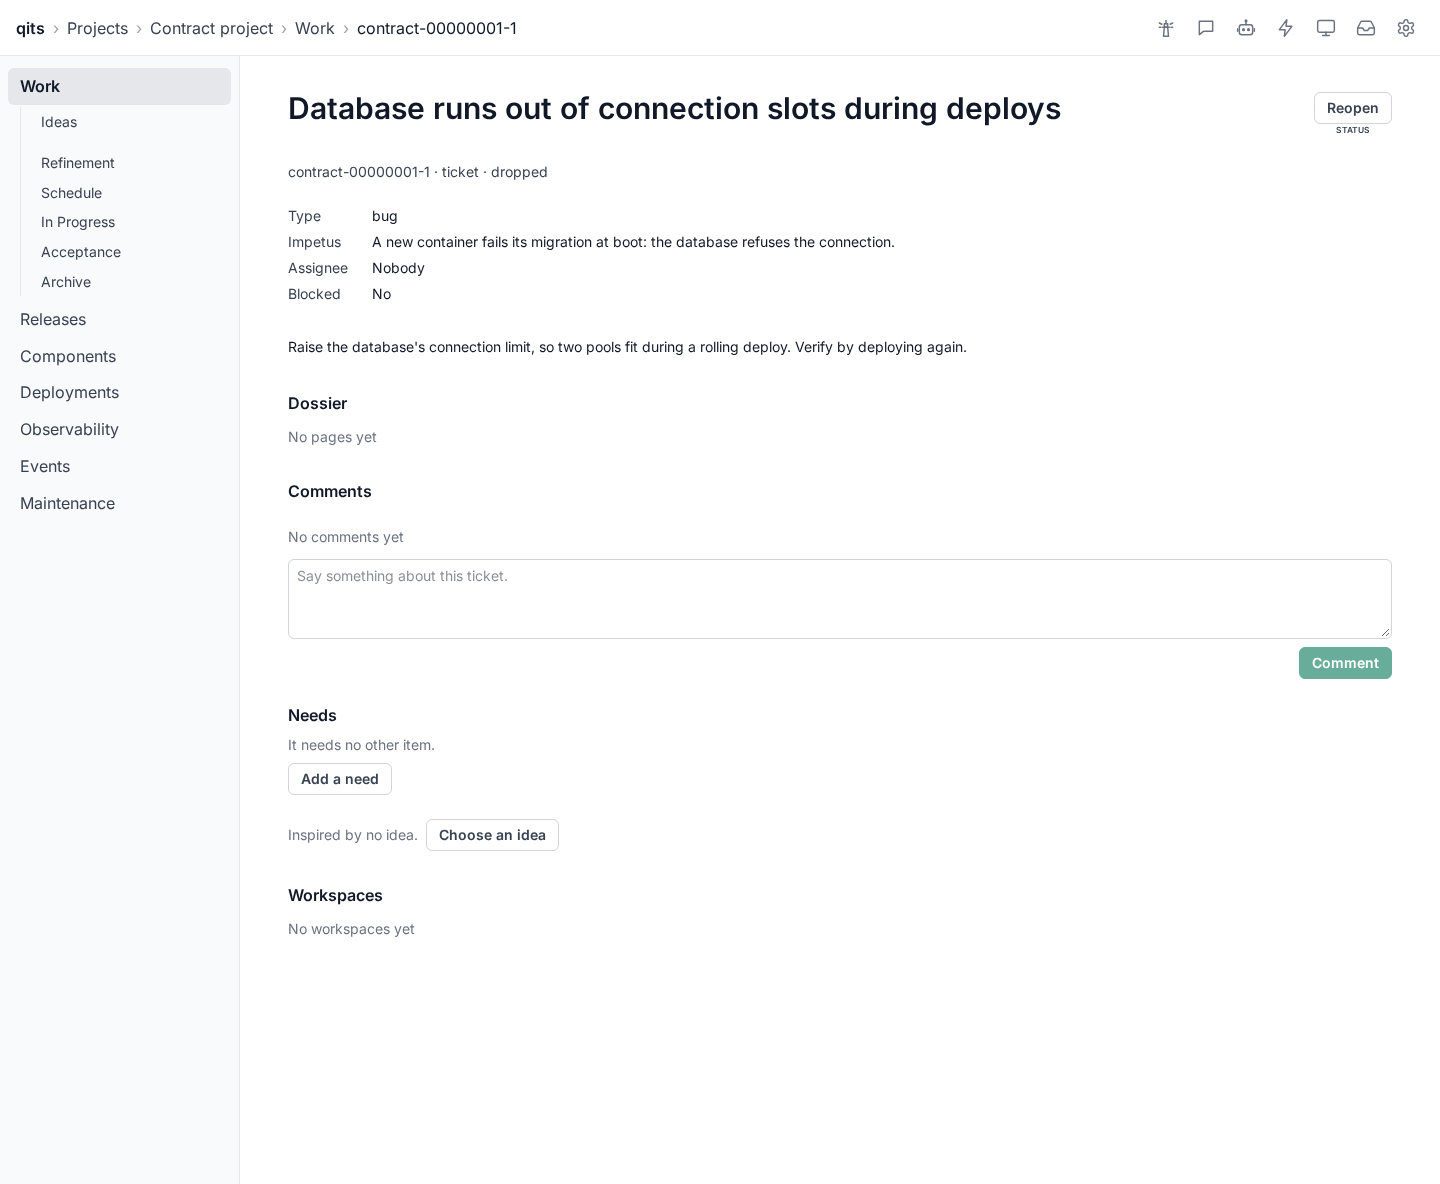 qits › Projects › Contract project › Work › contract-00000001-1
Work
Ideas
Refinement
Schedule
In Progress
Acceptance
Archive
Releases
Components
Deployments
Observability
Events
Maintenance
Database runs out of connection slots during deploys
Reopen
STATUS
contract-00000001-1 · ticket · dropped
Type bug
Impetus A new container fails its migration at boot: the database refuses the connection.
Assignee Nobody
Blocked No
Raise the database's connection limit, so two pools fit during a rolling deploy. Verify by deploying again.
Dossier
No pages yet
Comments
No comments yet
Say something about this ticket.
Comment
Needs
It needs no other item.
Add a need
Inspired by no idea. Choose an idea
Workspaces
No workspaces yet